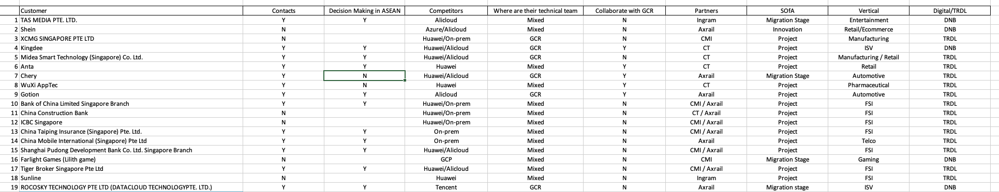 Customer Contacts Decision Making in ASEAN Competitors Where are their technical team Collaborate with GCR Partners SOfA Vertical Digital/TRDL
1 TAS MEDIA PTE. LTD. Y Y Alicloud Mixed N Ingram Migration Stage Entertainment DNB
2 Shein N Azure/Alicloud Mixed N Axrail Innovation Retail/Ecommerce DNB
3 XCMG SINGAPORE PTE LTD N Huawei/On-prem GCR N CMI Project Manufacturing TRDL
4 Kingdee Y Y Huawei/Alicloud GCR Y CT Project ISV DNB
5 Midea Smart Technology (Singapore) Co. Ltd. Y Y Huawei/Alicloud GCR N CT Project Manufacturing / Retail TRDL
6 Anta Y Y Huawei Mixed Y CT Project Retail TRDL
7 Chery Y N Huawei/Alicloud GCR Y Axrail Migration Stage Automotive TRDL
8 WuXi AppTec Y N Huawei Mixed Y CT Project Pharmaceutical TRDL
9 Gotion Y Y Alicloud GCR Y Axrail Project Automotive TRDL
10 Bank of China Limited Singapore Branch Y Y Huawei/On-prem Mixed N CMI / Axrail Project FSI TRDL
11 China Construction Bank N Huawei/On-prem Mixed N CT / Axrail Project FSI TRDL
12 ICBC Singapore N Huawei/On-prem Mixed N CMI / Axrail Project FSI TRDL
13 China Taiping Insurance (Singapore) Pte. Ltd. Y Y On-prem Mixed N CMI / Axrail Project FSI TRDL
14 China Mobile International (Singapore) Pte Ltd Y Y On-prem Mixed N Axrail Project Telco TRDL
15 Shanghai Pudong Development Bank Co. Ltd. Singapore Branch Y Y Huawei/Alicloud Mixed N CMI / Axrail Project FSI TRDL
16 Farlight Games (Lilith game) N GCP Mixed N CMI Migration Stage Gaming DNB
17 Tiger Broker Singapore Pte Ltd Y Y Huawei/Alicloud Mixed N CMI / Axrail Project FSI TRDL
18 Sunline N Huawei Mixed N Ingram Project FSI TRDL
19 ROCOSKY TECHNOLOGY PTE LTD (DATACLOUD TECHNOLOGYPTE. LTD.) Y Y Tencent GCR N Axrail Migration stage ISV DNB